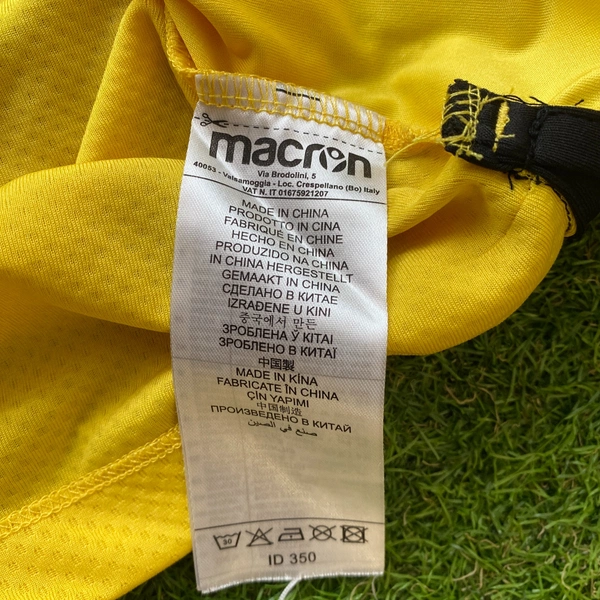 macron
Via Brodolini, 5
40053 - Valsamoggia - Loc. Crespellano (Bo) Italy
VAT N. IT 01675921207
MADE IN CHINA
PRODOTTO IN CINA
FABRIQUÉ EN CHINE
HECHO EN CHINA
PRODUZIDO NA CHINA
IN CHINA HERGESTELLT
GEMAAKT IN CHINA
СДЕЛАНО В КИТАЕ
IZRAĐENE U KINI
중국에서 만든
ЗРОБЛЕНА Ў КІТАІ
ЗРОБЛЕНО В КИТАЇ
中国製
MADE IN KÍNA
FABRICATE ÎN CHINA
ÇİN YAPIMI
中国制造
ПРОИЗВЕДЕНО В КИТАЙ
صنع في الصين
30
ID 350